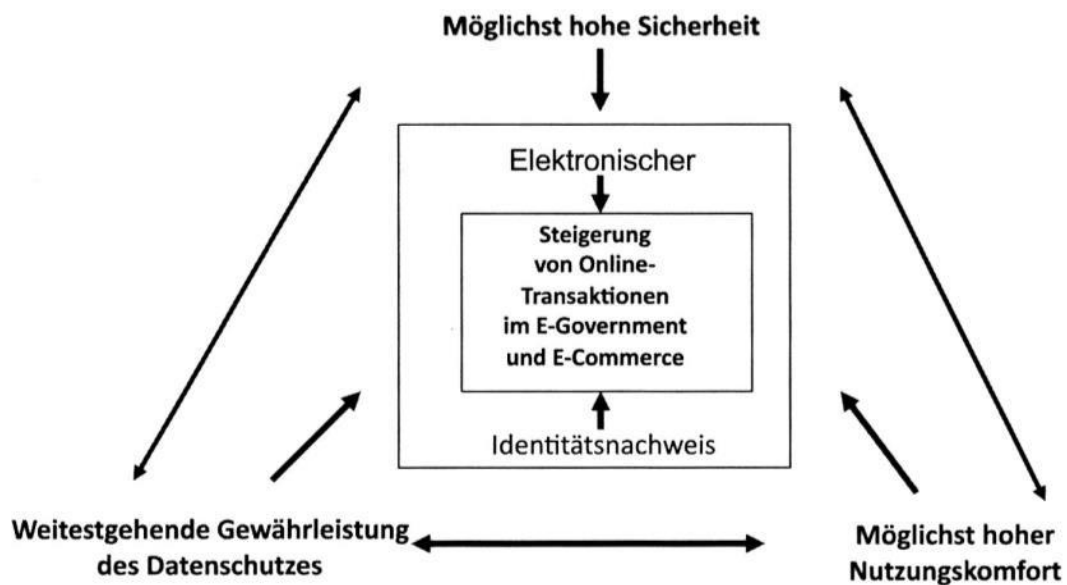 Möglichst hohe Sicherheit
Elektronischer
Steigerung
von Online-
Transaktionen
im E-Government
und E-Commerce
Identitätsnachweis
Weitestgehende Gewährleistung
des Datenschutzes
Möglichst hoher
Nutzungskomfort